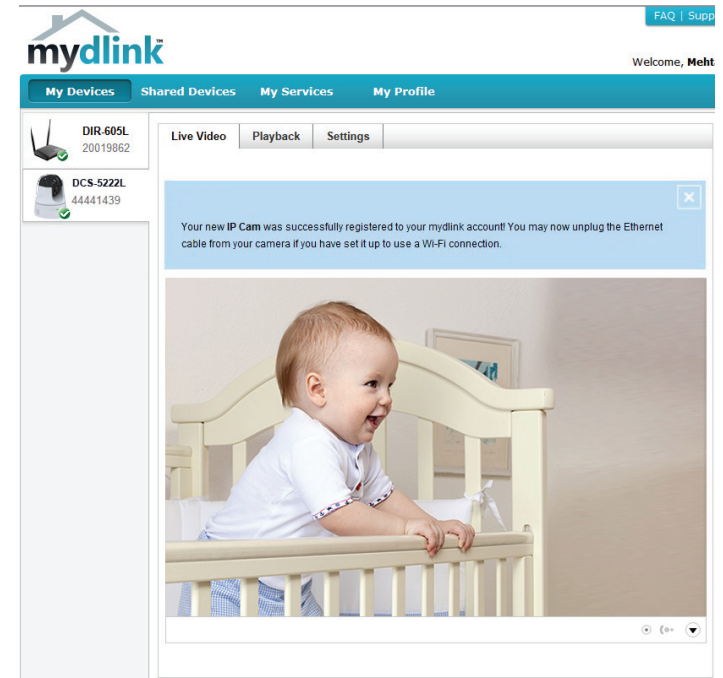 FAQ | Supp
mydlink™
Welcome, Meht
My Devices Shared Devices My Services My Profile
DIR-605L
20019862
DCS-5222L
44441439
Live Video Playback Settings
Your new IP Cam was successfully registered to your mydlink account! You may now unplug the Ethernet
cable from your camera if you have set it up to use a Wi-Fi connection.